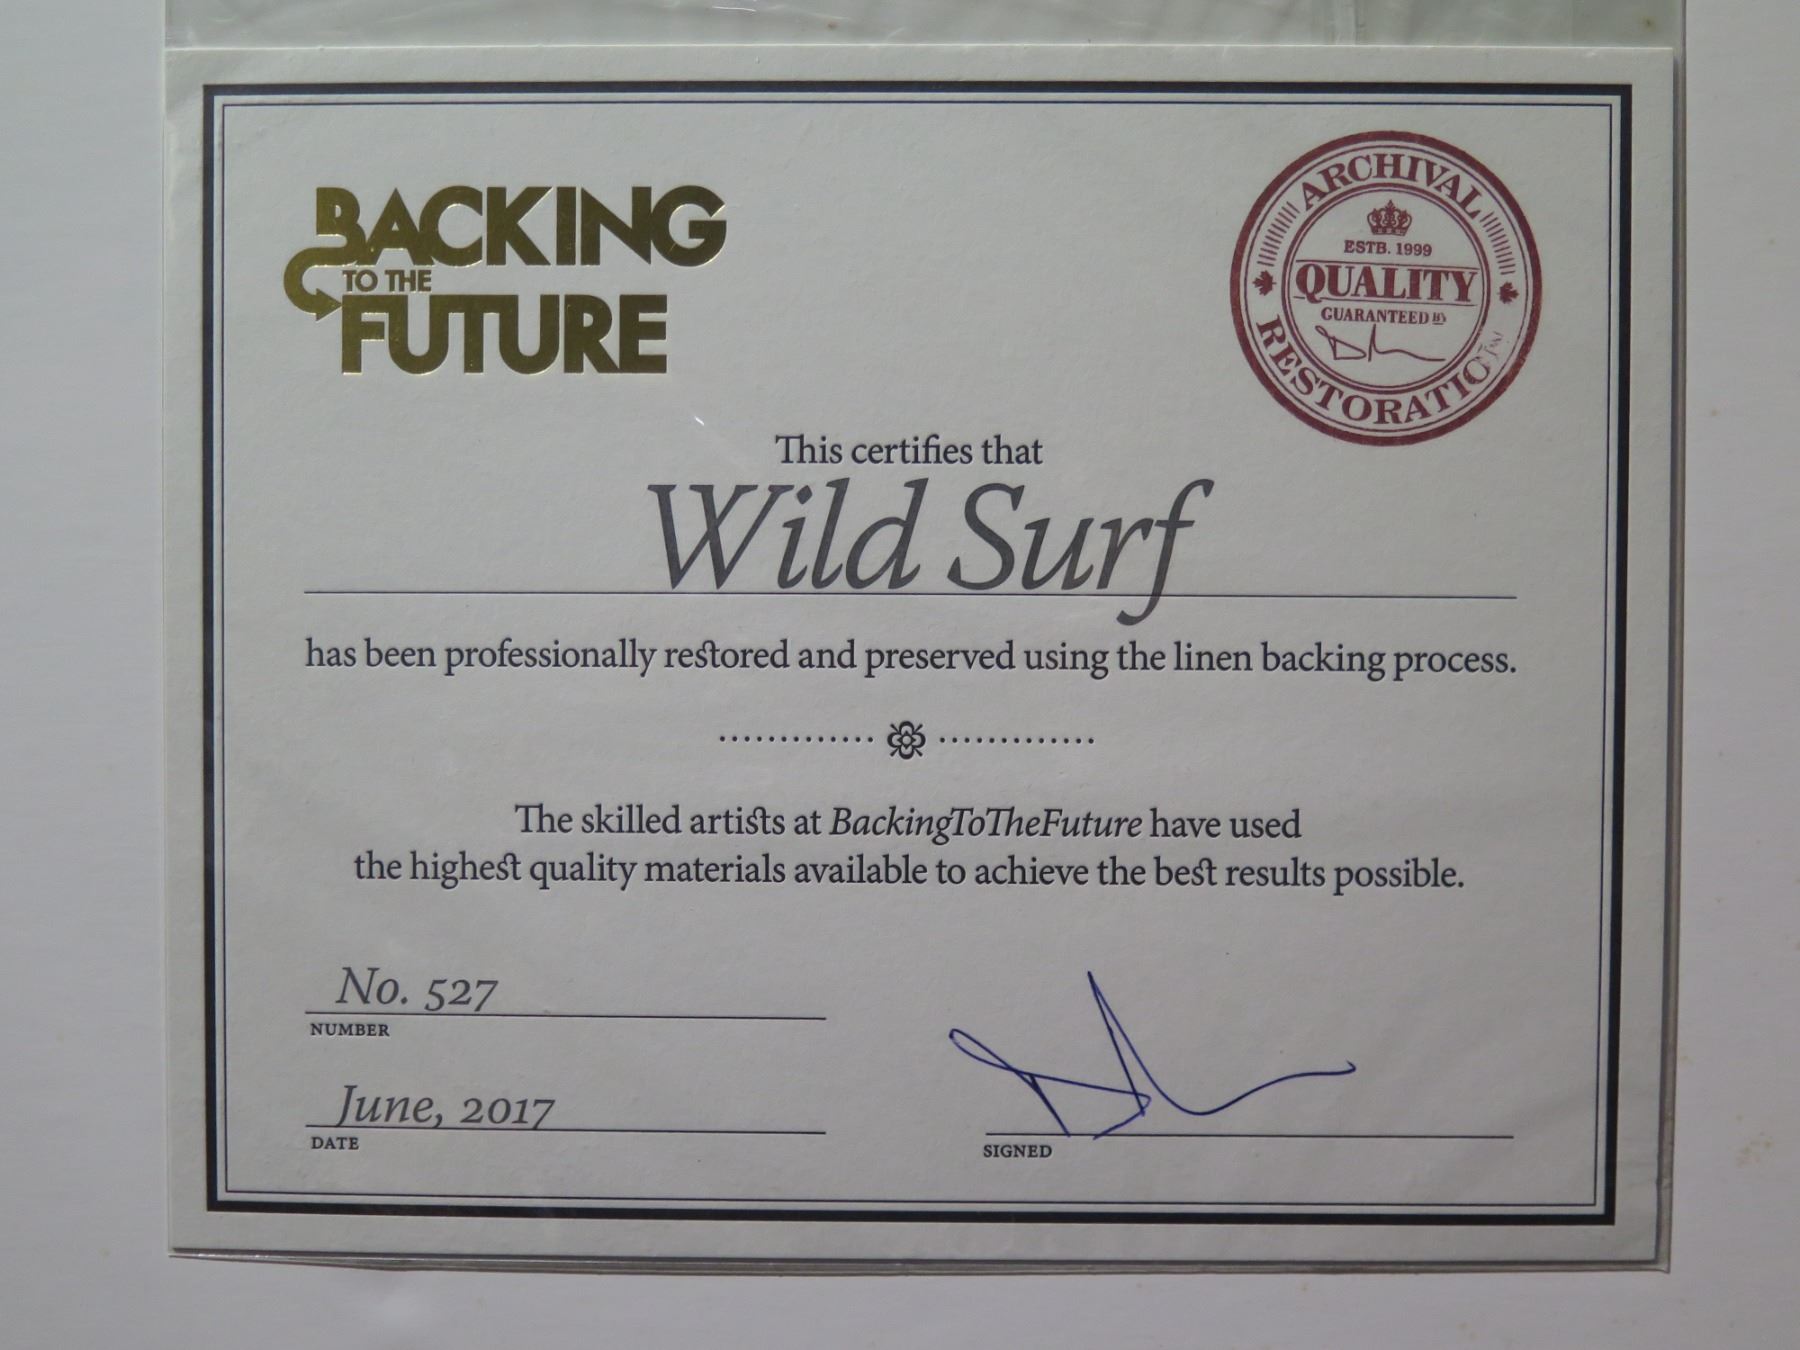 BACKING
TO THE
FUTURE
ARCHIVAL
ESTB. 1999
QUALITY
GUARANTEED BY
RESTORATION
This certifies that
Wild Surf
has been professionally restored and preserved using the linen backing process.
The skilled artists at BackingToTheFuture have used
the highest quality materials available to achieve the best results possible.
No. 527
NUMBER
June, 2017
DATE
SIGNED